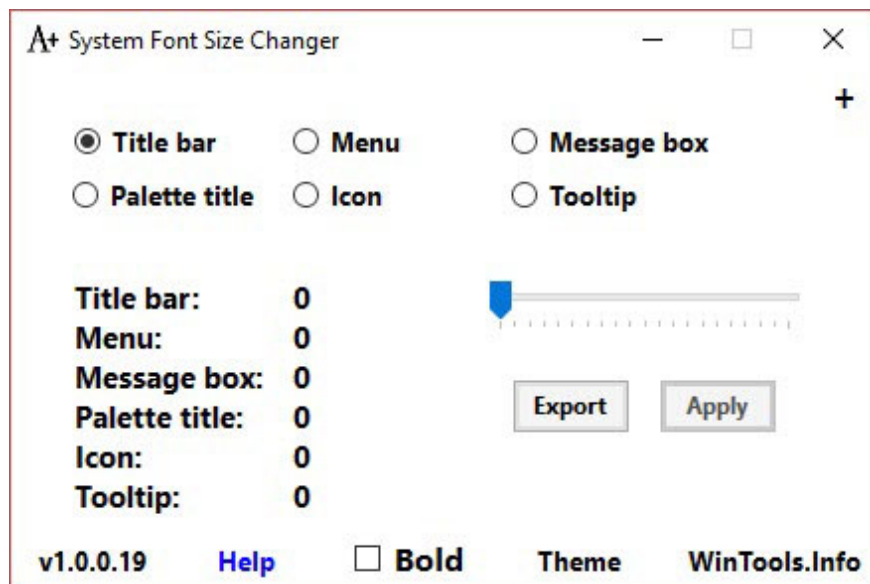 A+ System Font Size Changer
+
Title bar Menu Message box
Palette title Icon Tooltip
Title bar: 0
Menu: 0
Message box: 0
Palette title: 0
Icon: 0
Tooltip: 0
Export Apply
v1.0.0.19 Help Bold Theme WinTools.Info